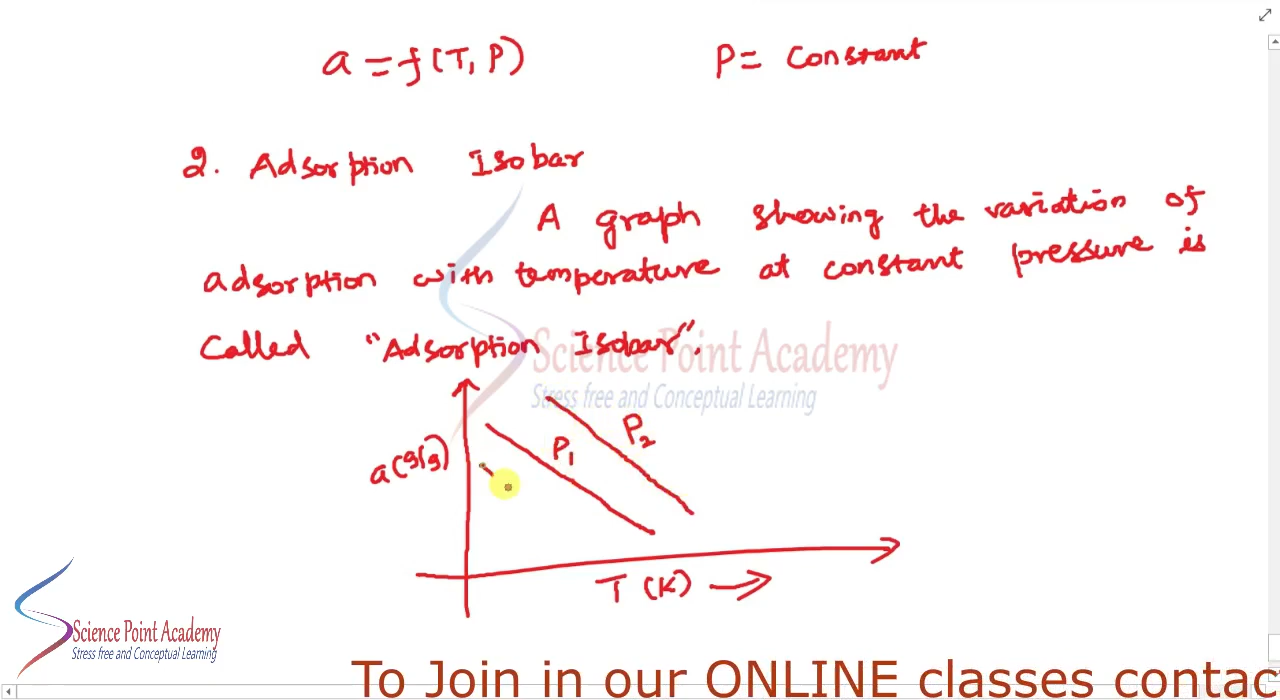 a = f(T, P) P = Constant
2. Adsorption Isobar
A graph showing the variation of
adsorption with temperature at constant pressure is
Called "Adsorption Isobar".
Science Point Academy
Stress free and Conceptual Learning
P2
P1
a(g/g)
T (K)
Science Point Academy
Stress free and Conceptual Learning
To Join in our ONLINE classes contac